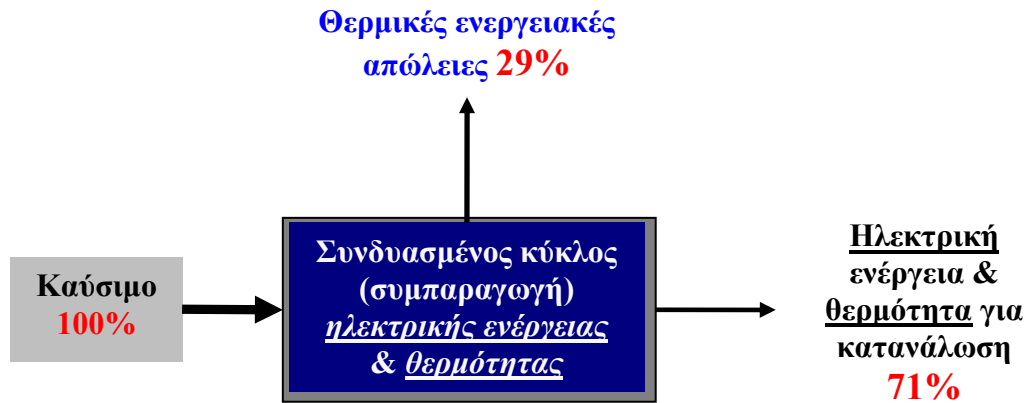 Θερμικές ενεργειακές
απώλειες 29%
Καύσιμο
100%
Συνδυασμένος κύκλος
(συμπαραγωγή)
ηλεκτρικής ενέργειας
& θερμότητας
Ηλεκτρική
ενέργεια &
θερμότητα για
κατανάλωση
71%